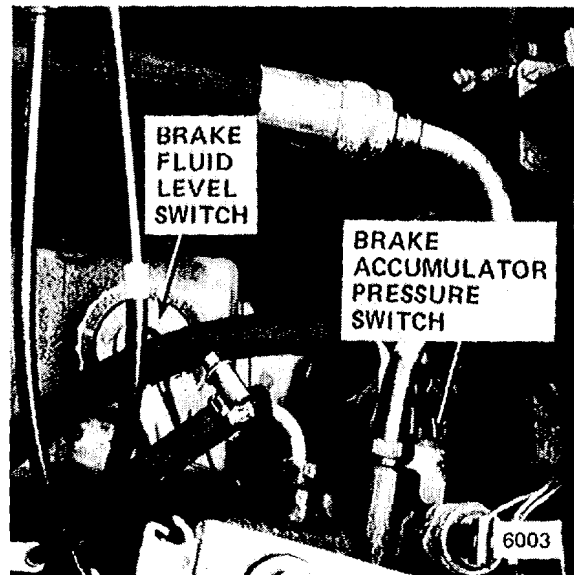 BRAKE
FLUID
LEVEL
SWITCH
BRAKE
ACCUMULATOR
PRESSURE
SWITCH
6003